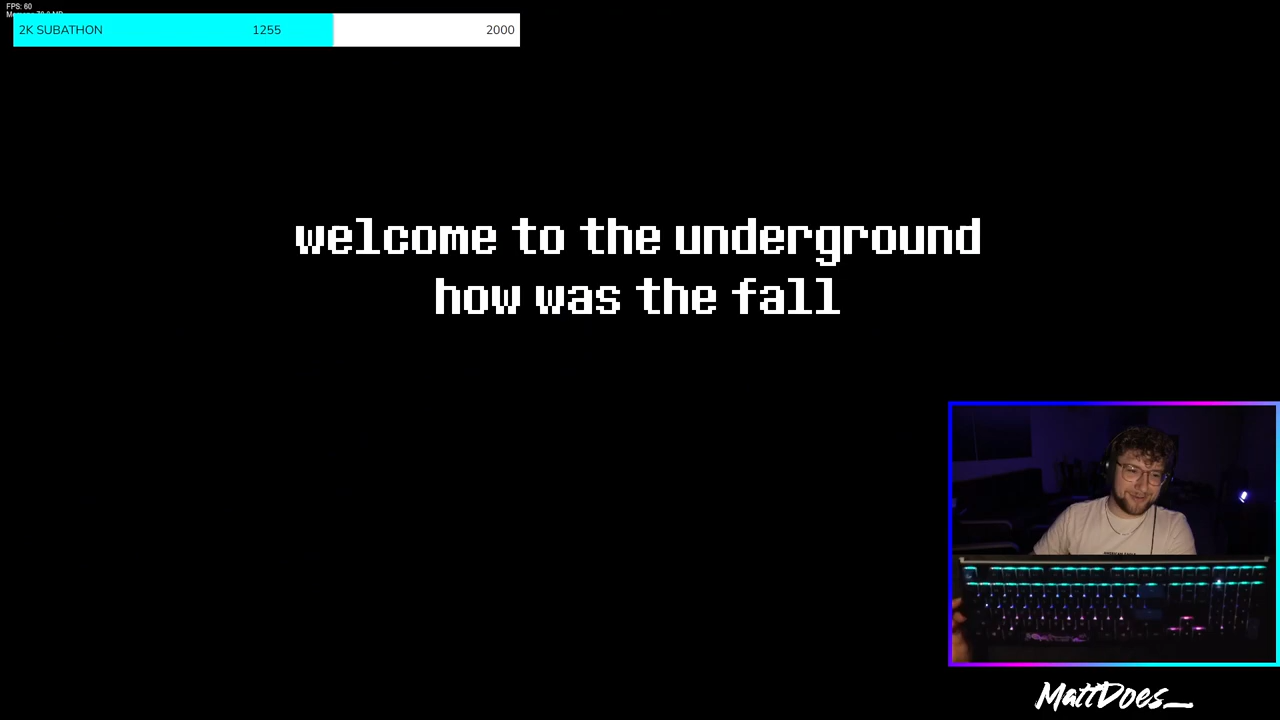 FPS: 60
2K SUBATHON 1255 2000
welcome to the underground
how was the fall
MattDoes_